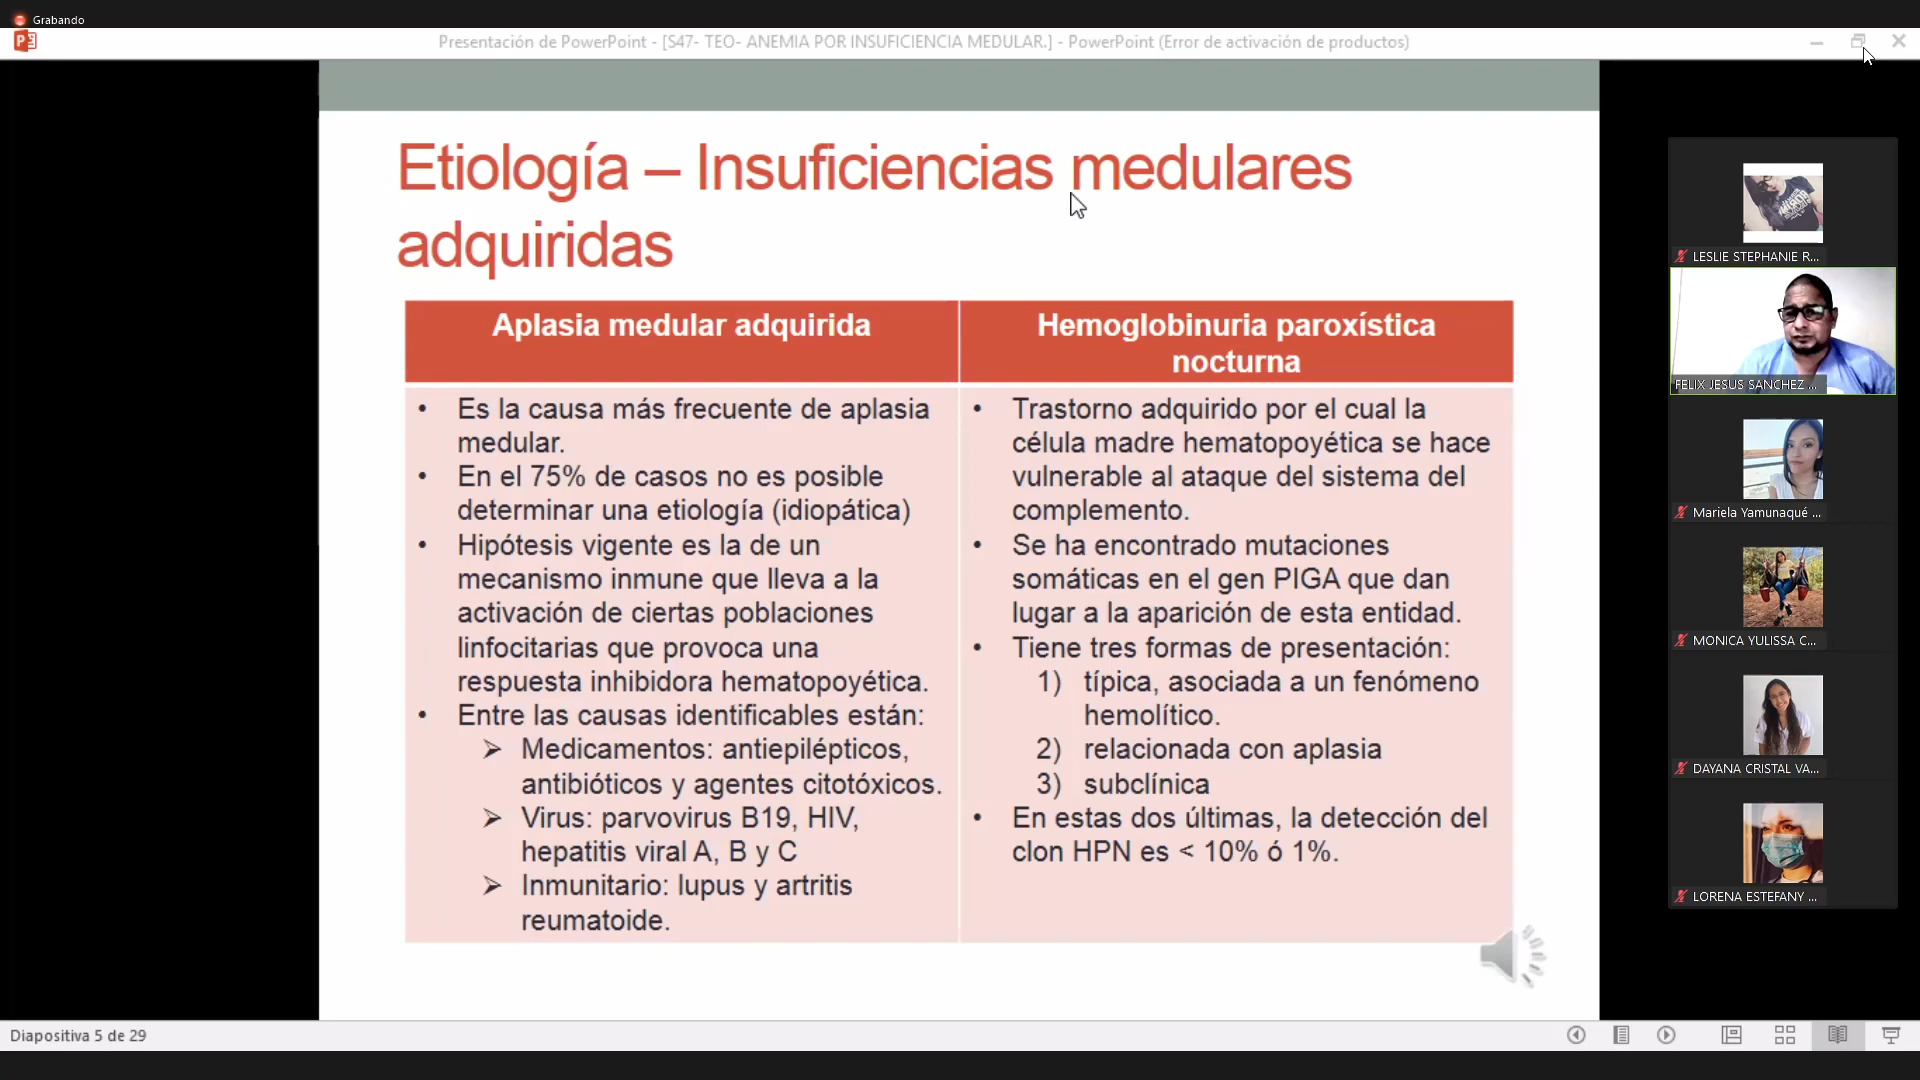 Grabando
Presentación de PowerPoint - [S47- TEO- ANEMIA POR INSUFICIENCIA MEDULAR.] - PowerPoint (Error de activación de productos)
Etiología – Insuficiencias medulares
adquiridas
Aplasia medular adquirida
• Es la causa más frecuente de aplasia
medular.
• En el 75% de casos no es posible
determinar una etiología (idiopática)
• Hipótesis vigente es la de un
mecanismo inmune que lleva a la
activación de ciertas poblaciones
linfocitarias que provoca una
respuesta inhibidora hematopoyética.
• Entre las causas identificables están:
➢ Medicamentos: antiepilépticos,
antibióticos y agentes citotóxicos.
➢ Virus: parvovirus B19, HIV,
hepatitis viral A, B y C
➢ Inmunitario: lupus y artritis
reumatoide.
Hemoglobinuria paroxística
nocturna
• Trastorno adquirido por el cual la
célula madre hematopoyética se hace
vulnerable al ataque del sistema del
complemento.
• Se ha encontrado mutaciones
somáticas en el gen PIGA que dan
lugar a la aparición de esta entidad.
• Tiene tres formas de presentación:
1) típica, asociada a un fenómeno
hemolítico.
2) relacionada con aplasia
3) subclínica
• En estas dos últimas, la detección del
clon HPN es < 10% ó 1%.
LESLIE STEPHANIE R...
FELIX JESUS SANCHEZ ...
Mariela Yamunaqué ...
MONICA YULISSA C...
DAYANA CRISTAL VA...
LORENA ESTEFANY ...
Diapositiva 5 de 29